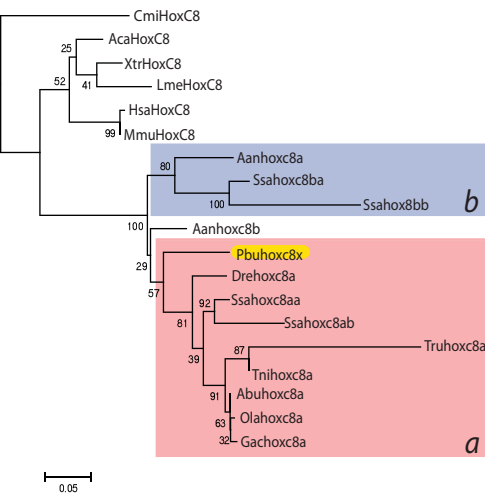 CmiHoxC8
AcaHoxC8
25
XtrHoxC8
52
41
LmeHoxC8
HsaHoxC8
99
MmuHoxC8
Aanhoxc8a
80
Ssahoxc8ba
100
Ssahox8bb
b
100
Aanhoxc8b
Pbuhoxc8x
29
Drehoxc8a
57
Ssahoxc8aa
92
81
Ssahoxc8ab
Truhoxc8a
87
39
Tnihoxc8a
91
Abuhoxc8a
63
Olahoxc8a
32
Gachoxc8a
a
0.05